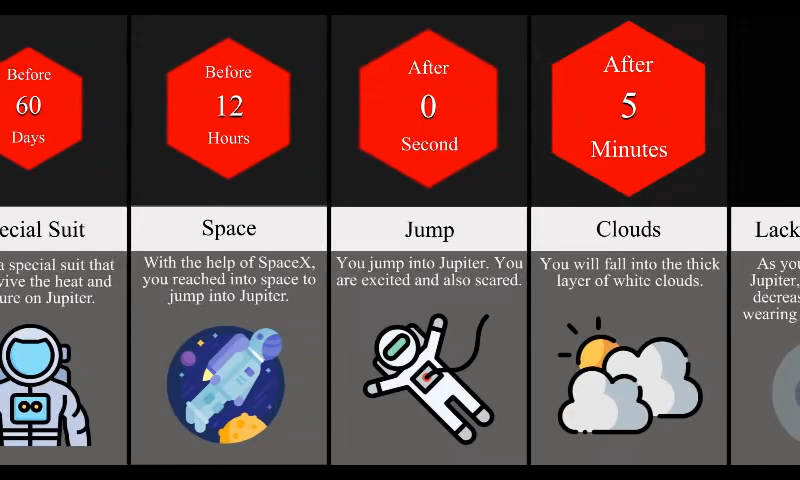 Before
60
Days
ecial Suit
a special suit that
vive the heat and
ure on Jupiter.
Before
12
Hours
Space
With the help of SpaceX,
you reached into space to
jump into Jupiter.
After
0
Second
Jump
You jump into Jupiter. You
are excited and also scared.
After
5
Minutes
Clouds
You will fall into the thick
layer of white clouds.
Lack
As you
Jupiter,
decreas
wearing